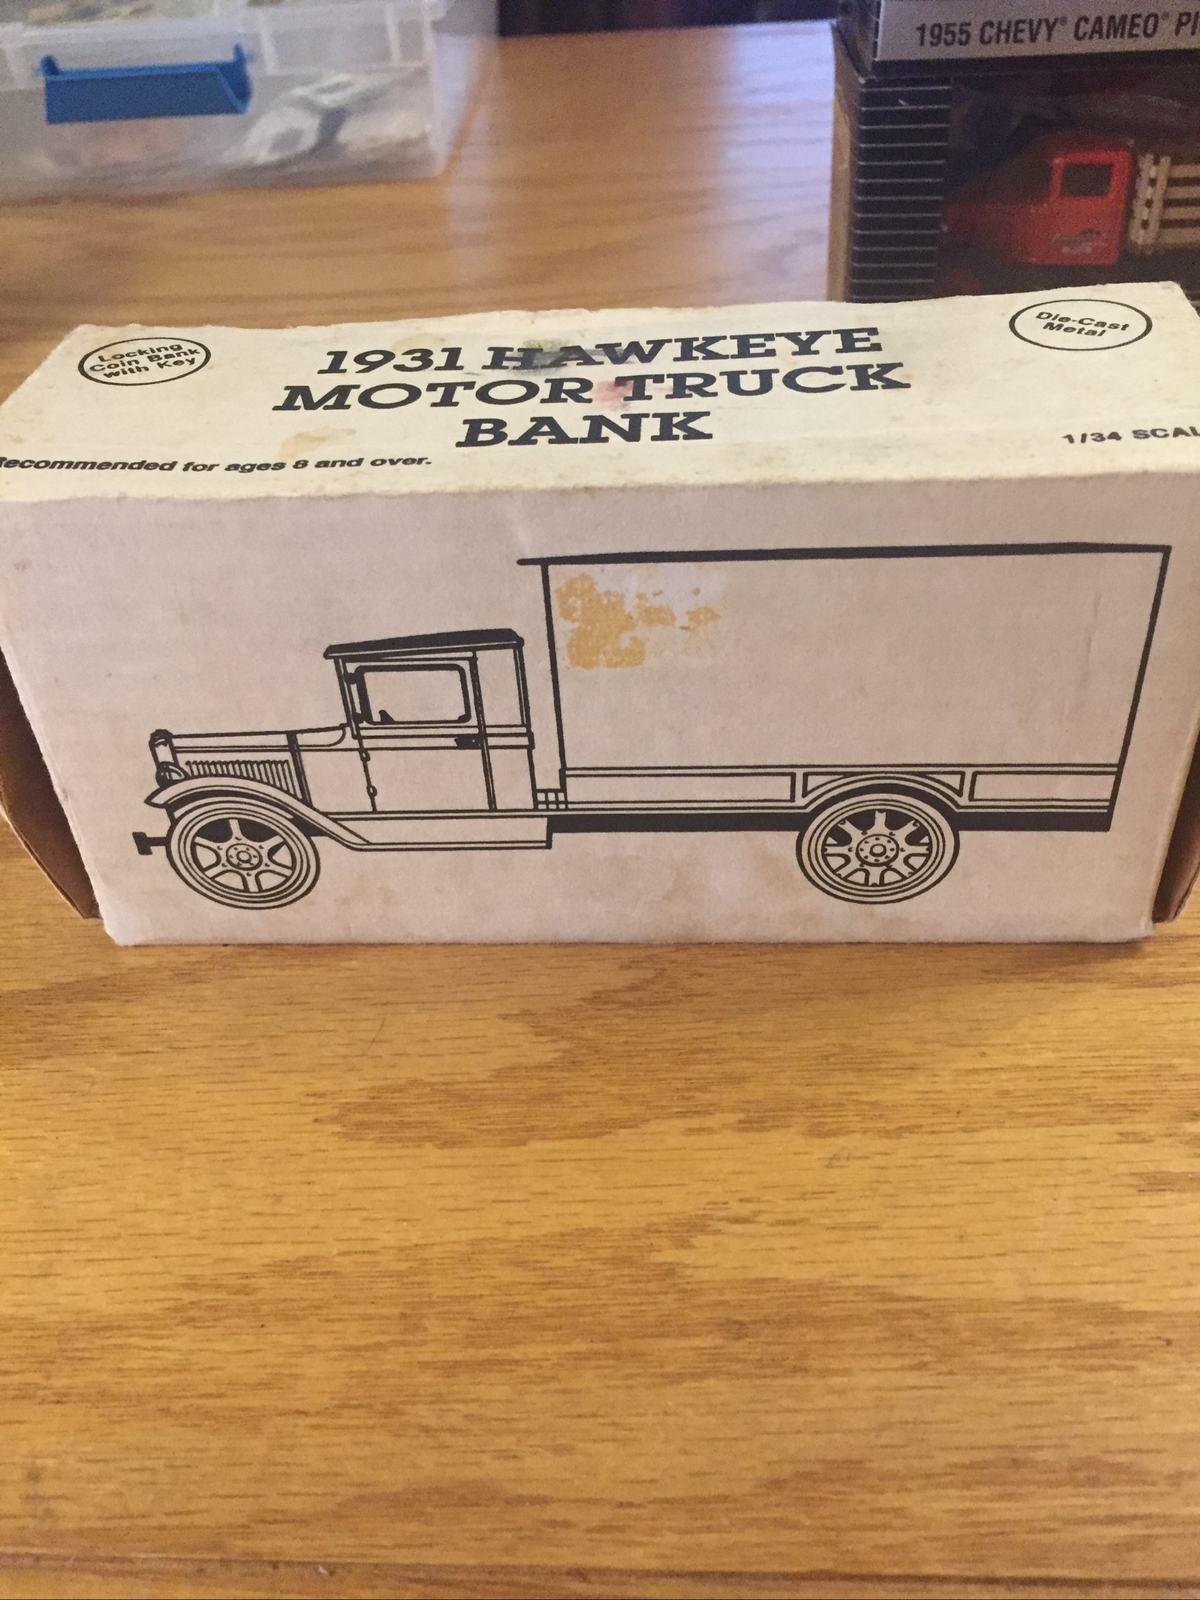 1955 CHEVY® CAMEO® PI
Locking
Coin Bank
with Key
1931 HAWKEYE
MOTOR TRUCK
BANK
Die-Cast
Metal
Recommended for ages 8 and over.
1/34 SCAL